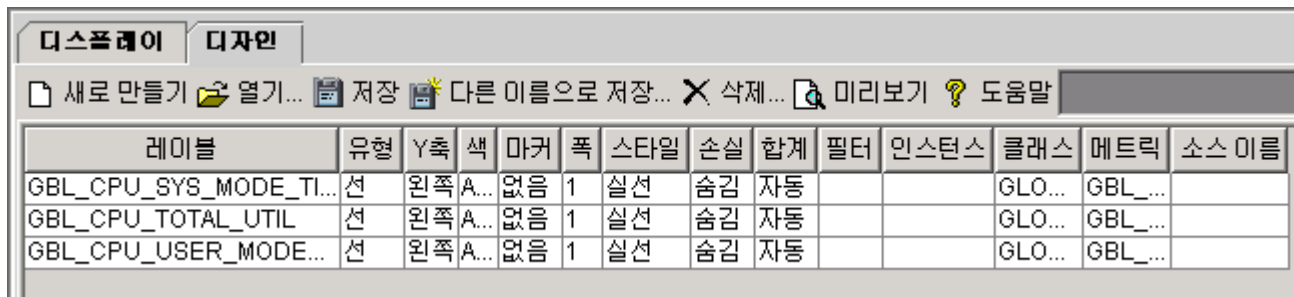 디스플레이 디자인
새로 만들기 열기... 저장 다른 이름으로 저장... 삭제... 미리보기 도움말
레이블 유형 Y축 색 마커 폭 스타일 손실 합계 필터 인스턴스 클래스 메트릭 소스 이름
GBL_CPU_SYS_MODE_TI... 선 왼쪽 A... 없음 1 실선 숨김 자동 GLO... GBL_...
GBL_CPU_TOTAL_UTIL 선 왼쪽 A... 없음 1 실선 숨김 자동 GLO... GBL_...
GBL_CPU_USER_MODE... 선 왼쪽 A... 없음 1 실선 숨김 자동 GLO... GBL_...